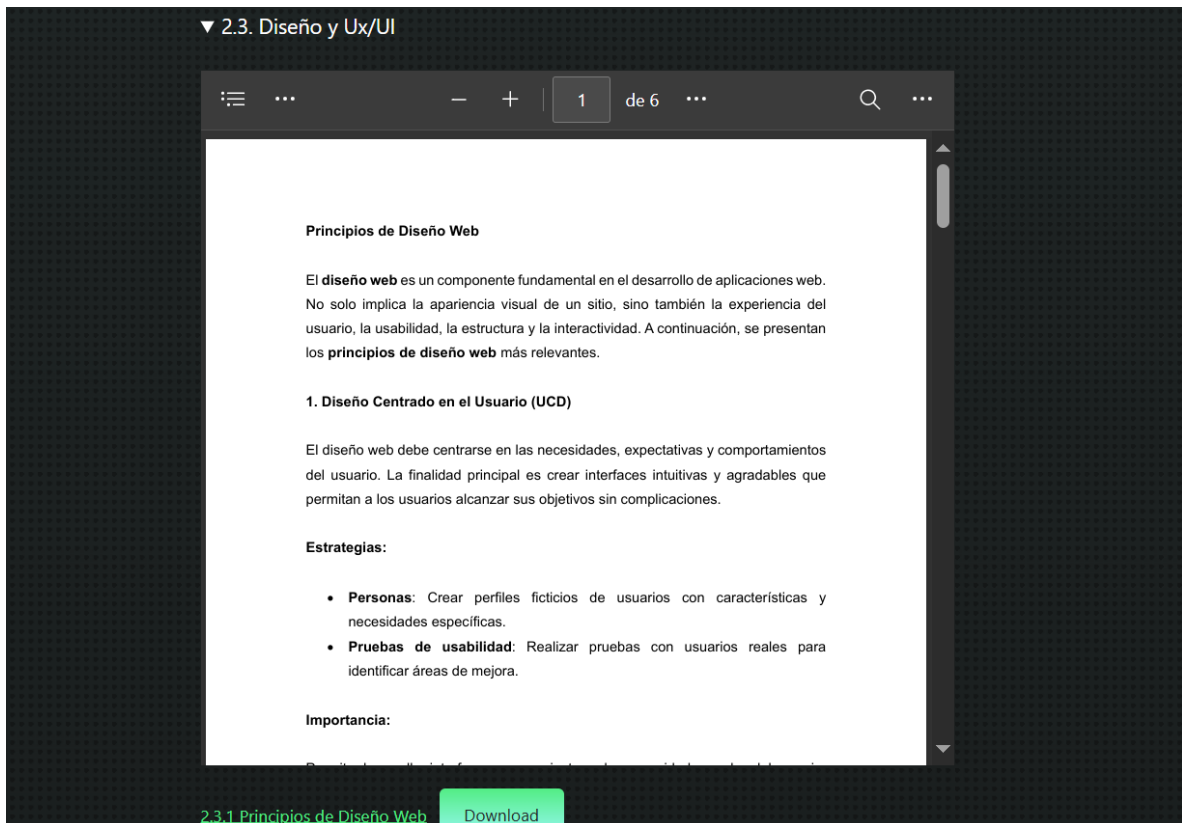 ▼ 2.3. Diseño y Ux/UI
1 de 6
Principios de Diseño Web
El diseño web es un componente fundamental en el desarrollo de aplicaciones web.
No solo implica la apariencia visual de un sitio, sino también la experiencia del
usuario, la usabilidad, la estructura y la interactividad. A continuación, se presentan
los principios de diseño web más relevantes.
1. Diseño Centrado en el Usuario (UCD)
El diseño web debe centrarse en las necesidades, expectativas y comportamientos
del usuario. La finalidad principal es crear interfaces intuitivas y agradables que
permitan a los usuarios alcanzar sus objetivos sin complicaciones.
Estrategias:
• Personas: Crear perfiles ficticios de usuarios con características y
necesidades específicas.
• Pruebas de usabilidad: Realizar pruebas con usuarios reales para
identificar áreas de mejora.
Importancia:
2.3.1 Principios de Diseño Web Download